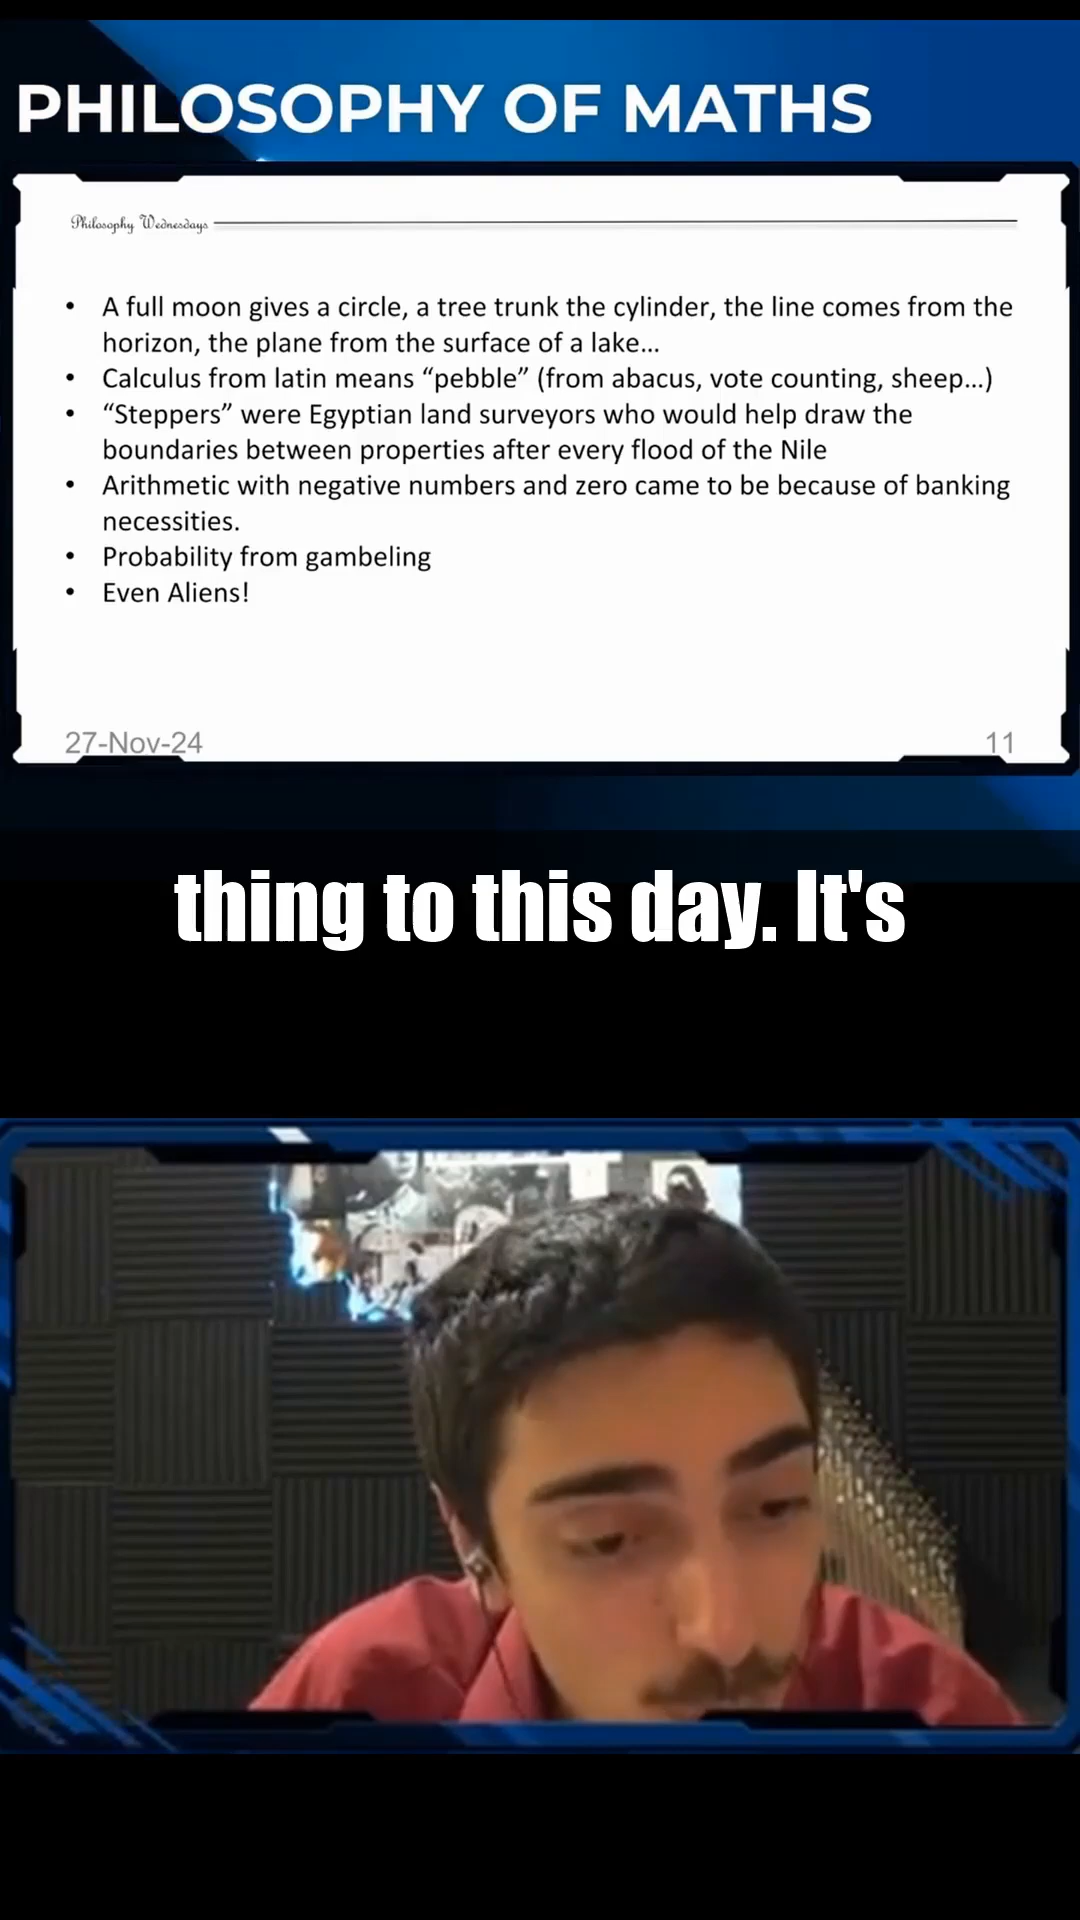 PHILOSOPHY OF MATHS
Philosophy Wednesdays
• A full moon gives a circle, a tree trunk the cylinder, the line comes from the
horizon, the plane from the surface of a lake...
• Calculus from latin means “pebble” (from abacus, vote counting, sheep...)
• “Steppers” were Egyptian land surveyors who would help draw the
boundaries between properties after every flood of the Nile
• Arithmetic with negative numbers and zero came to be because of banking
necessities.
• Probability from gambeling
• Even Aliens!
27-Nov-24
11
thing to this day. It's